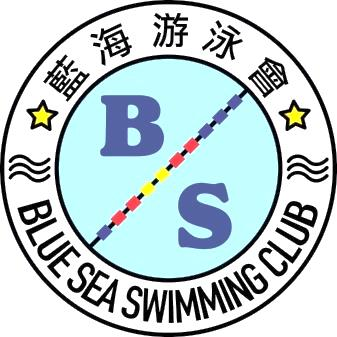 藍海游泳會
B
S
BLUE SEA SWIMMING CLUB